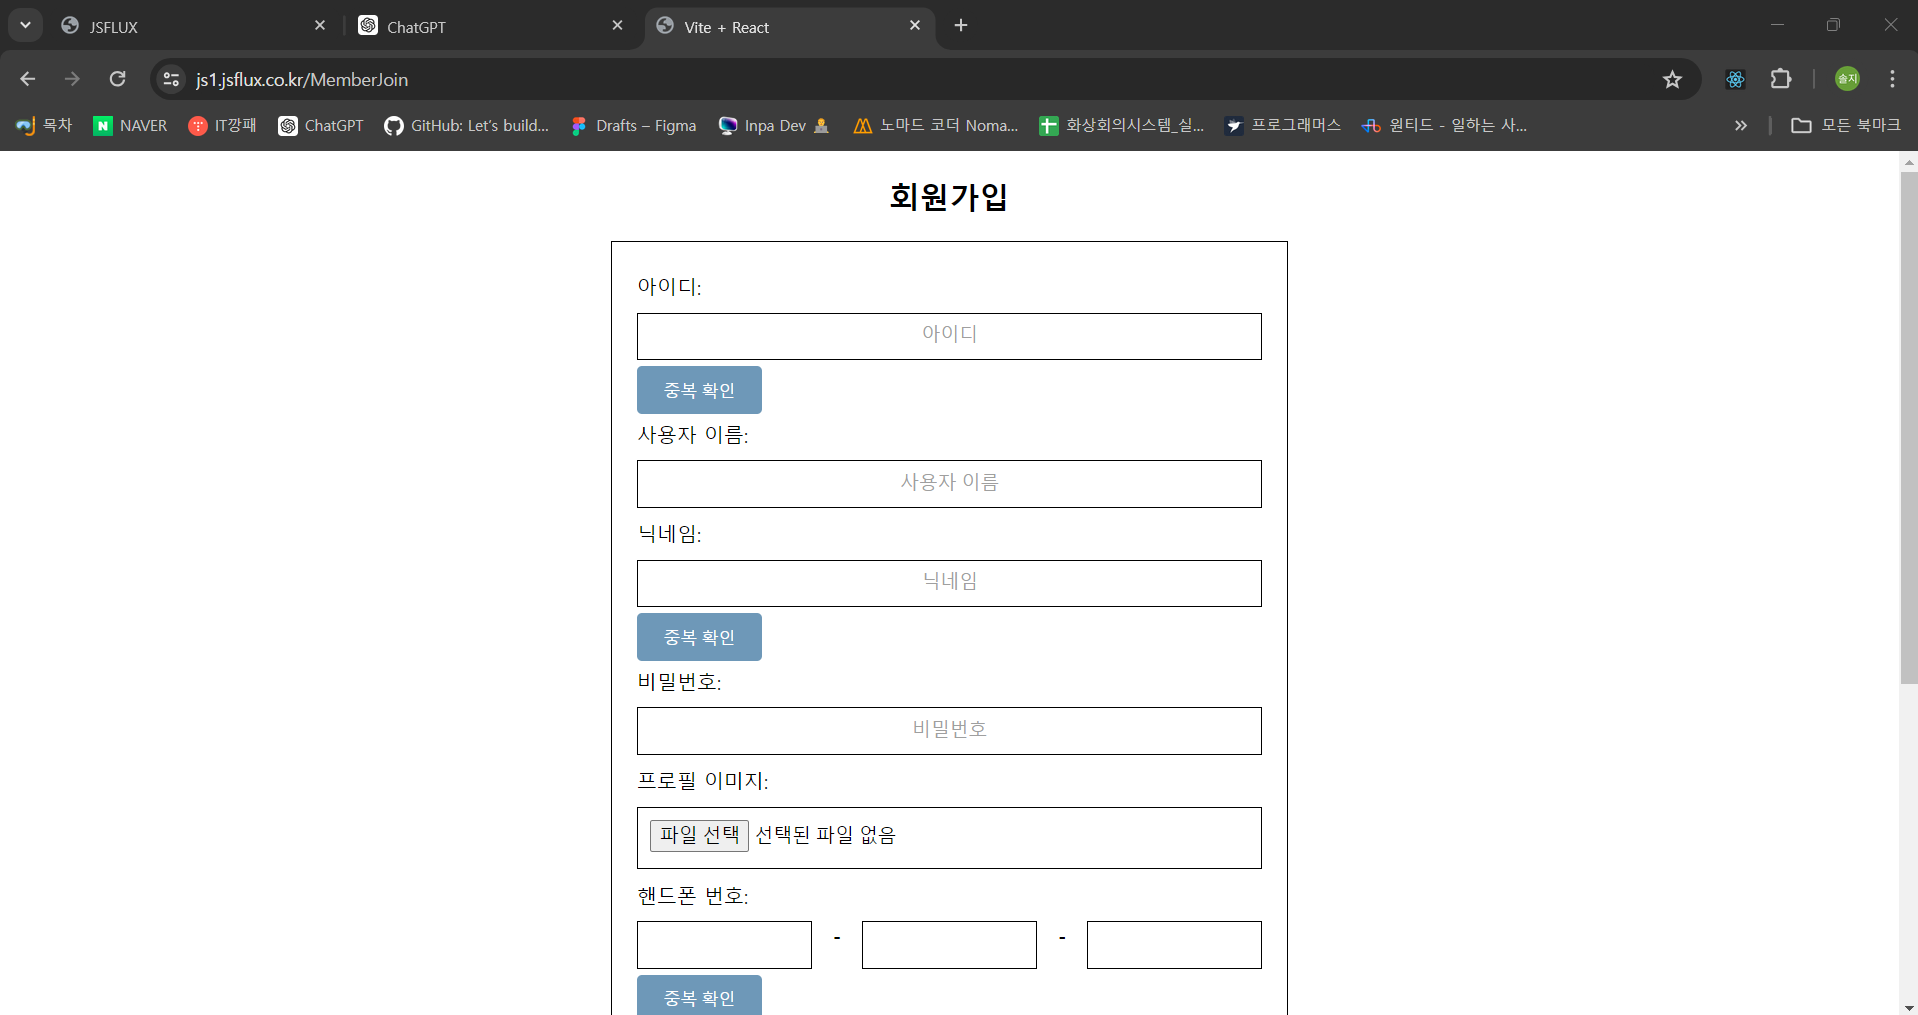 JSFLUX
ChatGPT
Vite + React
js1.jsflux.co.kr/MemberJoin
솔지
목차
NAVER
IT깡패
ChatGPT
GitHub: Let's build...
Drafts – Figma
Inpa Dev
노마드 코더 Noma...
화상회의시스템_실...
프로그래머스
원티드 - 일하는 사...
모든 북마크
회원가입
아이디:
아이디
중복 확인
사용자 이름:
사용자 이름
닉네임:
닉네임
중복 확인
비밀번호:
비밀번호
프로필 이미지:
파일 선택 선택된 파일 없음
핸드폰 번호:
- -
중복 확인